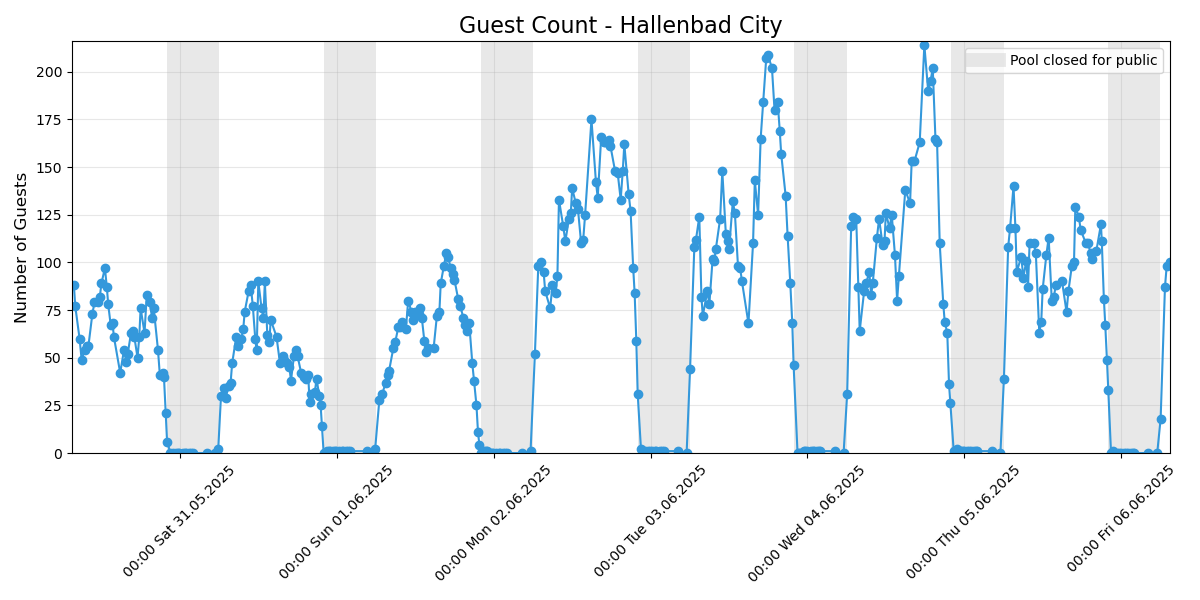 Guest Count - Hallenbad City
Pool closed for public
Number of Guests
200
175
150
125
100
75
50
25
0
00:00 Sat 31.05.2025
00:00 Sun 01.06.2025
00:00 Mon 02.06.2025
00:00 Tue 03.06.2025
00:00 Wed 04.06.2025
00:00 Thu 05.06.2025
00:00 Fri 06.06.2025